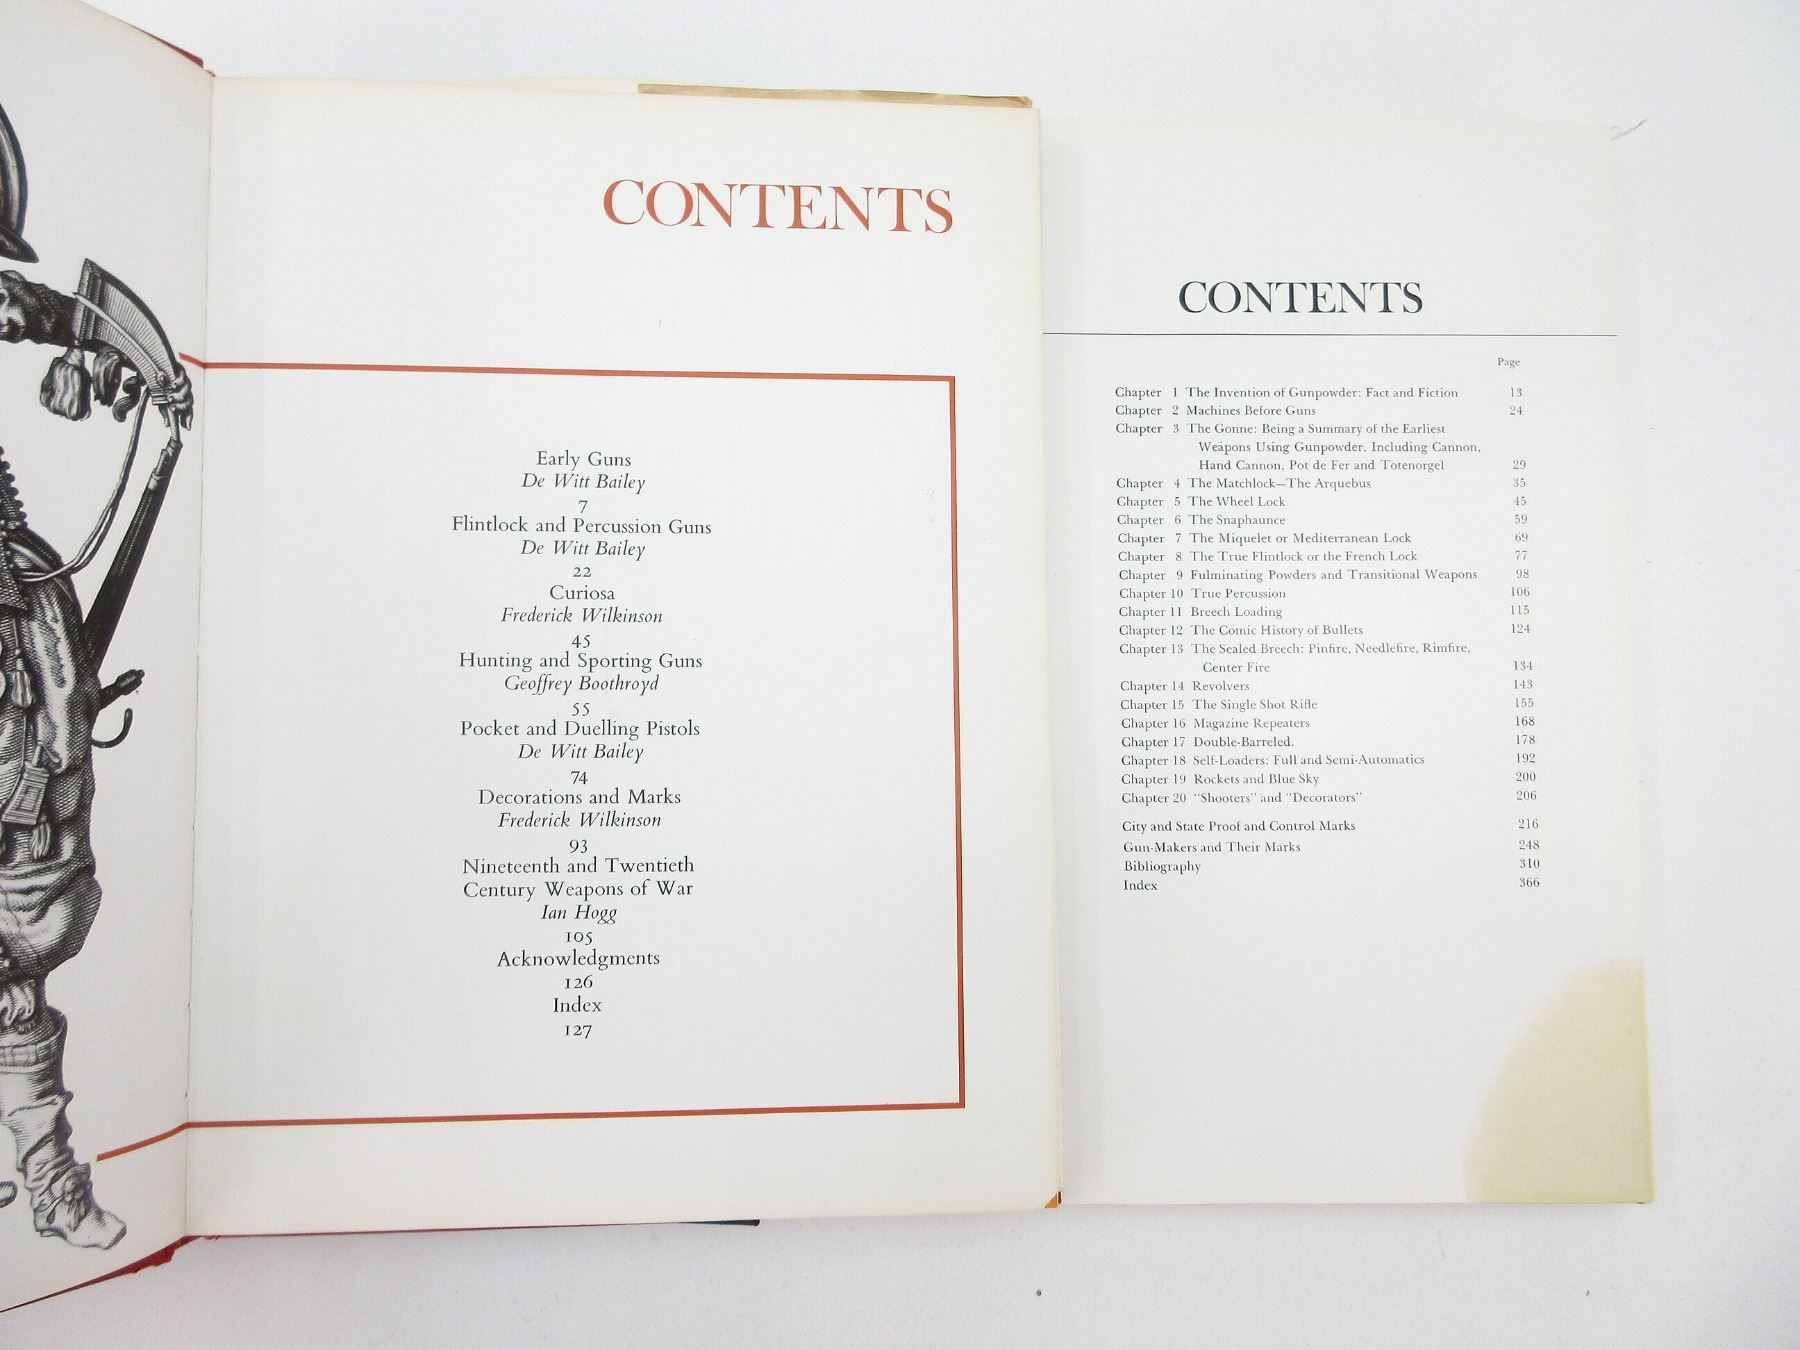 CONTENTS
Early Guns
De Witt Bailey
7
Flintlock and Percussion Guns
De Witt Bailey
22
Curiosa
Frederick Wilkinson
45
Hunting and Sporting Guns
Geoffrey Boothroyd
55
Pocket and Duelling Pistols
De Witt Bailey
74
Decorations and Marks
Frederick Wilkinson
93
Nineteenth and Twentieth
Century Weapons of War
Ian Hogg
105
Acknowledgments
126
Index
127
CONTENTS
Page
Chapter 1 The Invention of Gunpowder: Fact and Fiction 13
Chapter 2 Machines Before Guns 24
Chapter 3 The Gonne: Being a Summary of the Earliest
Weapons Using Gunpowder, Including Cannon,
Hand Cannon, Pot de Fer and Totenorgel 29
Chapter 4 The Matchlock—The Arquebus 35
Chapter 5 The Wheel Lock 45
Chapter 6 The Snaphaunce 59
Chapter 7 The Miquelet or Mediterranean Lock 69
Chapter 8 The True Flintlock or the French Lock 77
Chapter 9 Fulminating Powders and Transitional Weapons 98
Chapter 10 True Percussion 106
Chapter 11 Breech Loading 115
Chapter 12 The Comic History of Bullets 124
Chapter 13 The Sealed Breech: Pinfire, Needlefire, Rimfire,
Center Fire 134
Chapter 14 Revolvers 143
Chapter 15 The Single Shot Rifle 155
Chapter 16 Magazine Repeaters 168
Chapter 17 Double-Barreled. 178
Chapter 18 Self-Loaders: Full and Semi-Automatics 192
Chapter 19 Rockets and Blue Sky 200
Chapter 20 "Shooters" and "Decorators" 206
City and State Proof and Control Marks 216
Gun-Makers and Their Marks 248
Bibliography 310
Index 366